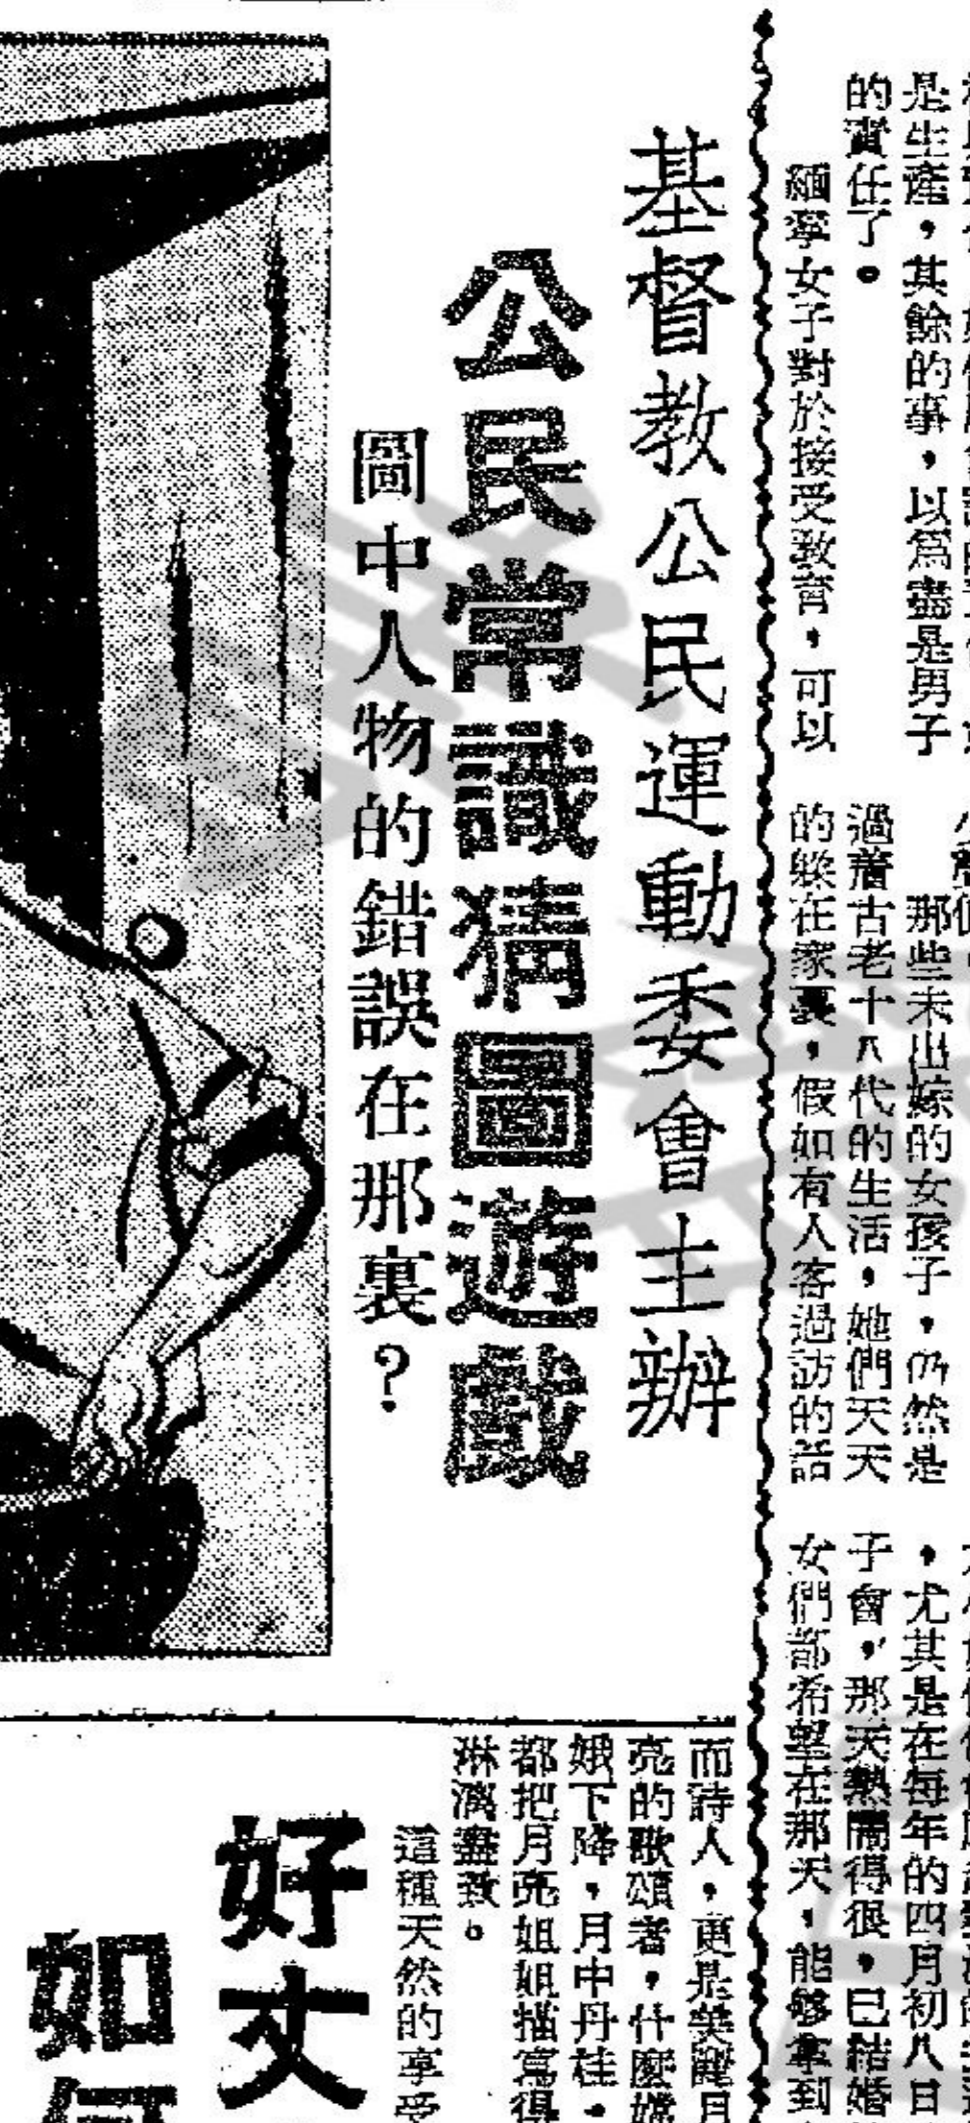 是生產，其餘的事，以爲盡是男子
的責任了。
緬寧女子對於接受教育，可以
那些未出嫁的女孩子，仍然是
過着古老十八代的生活，她們天天
的躲在家裏，假如有人客過訪的話
，尤其是在每年的四月初八日
子會，那天熱鬧得很，已結婚
女們都希望在那天，能够拿到
基督教公民運動委會主辦
公民常識猜圖遊戲
圖中人物的錯誤在那裏？
而詩人，更是美麗月
亮的歌頌者，什麼嫦
娥下降，月中丹桂，
都把月亮姐姐描寫得
淋漓盡致。
這種天然的享受
好丈
如何